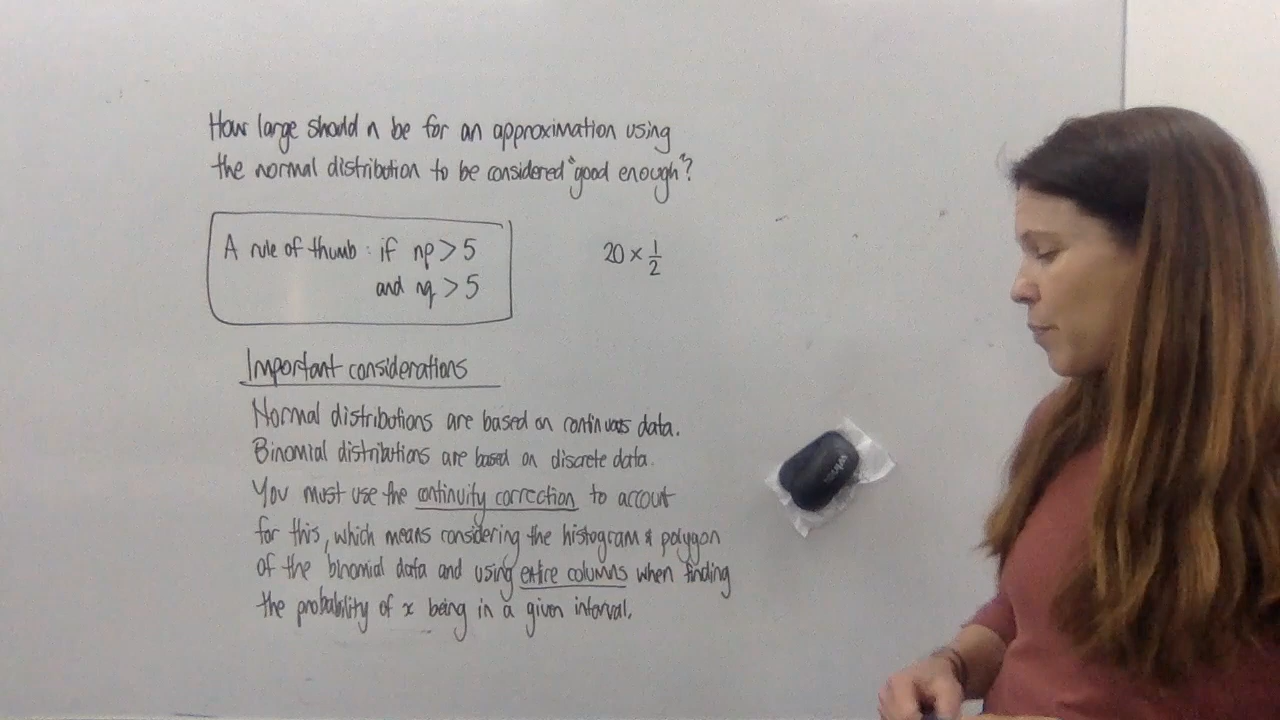 How large should n be for an approximation using
the normal distribution to be considered "good enough"?
A rule of thumb: if np > 5
and nq > 5
20 × 1/2
Important considerations
Normal distributions are based on continuous data.
Binomial distributions are based on discrete data.
You must use the continuity correction to account
for this, which means considering the histogram & polygon
of the binomial data and using entire columns when finding
the probability of x being in a given interval.